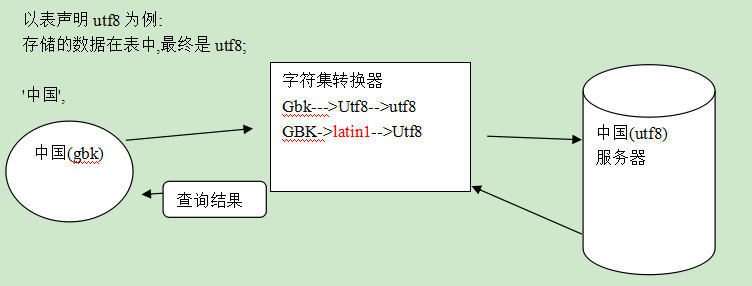 以表声明 utf8 为例:
存储的数据在表中,最终是 utf8;
'中国',
字符集转换器
Gbk--->Utf8-->utf8
GBK->latin1-->Utf8
中国(gbk)
中国(utf8)
服务器
查询结果